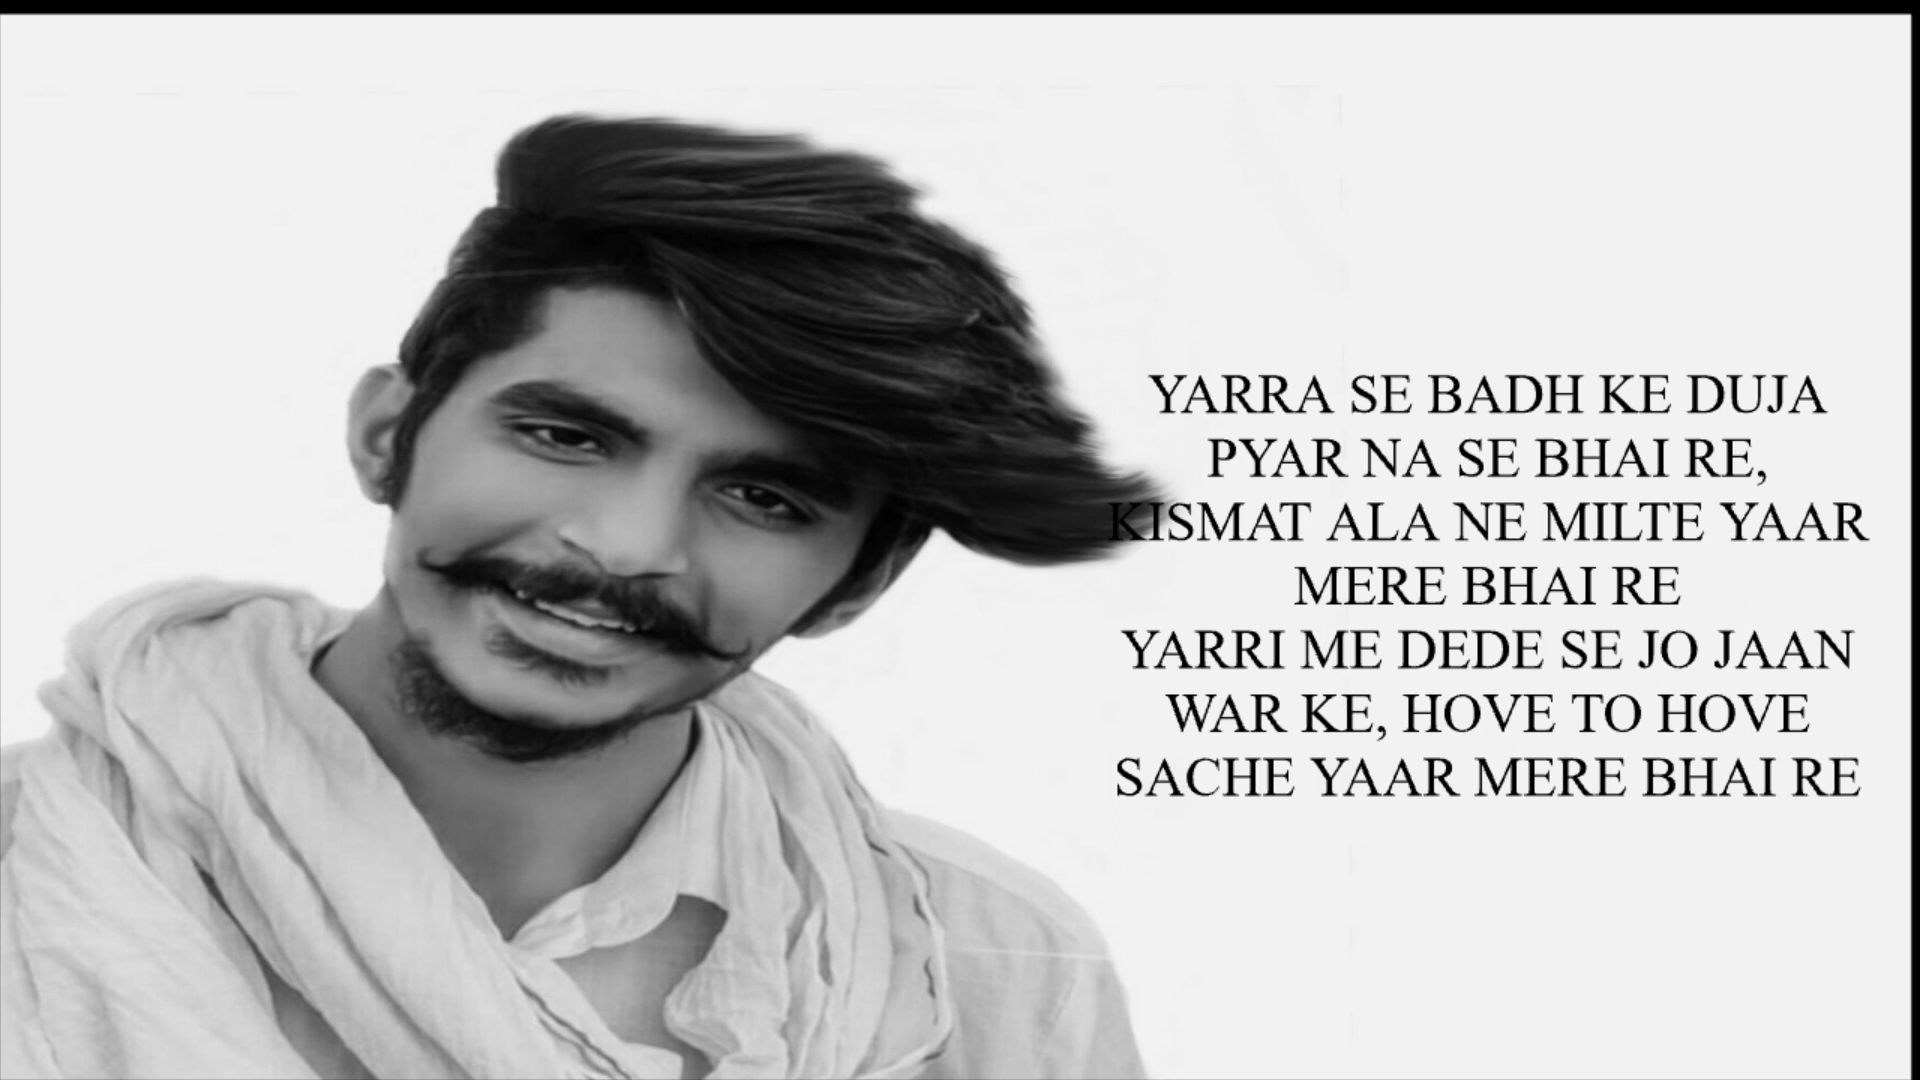 YARRA SE BADH KE DUJA
PYAR NA SE BHAI RE,
KISMAT ALA NE MILTE YAAR
MERE BHAI RE
YARRI ME DEDE SE JO JAAN
WAR KE, HOVE TO HOVE
SACHE YAAR MERE BHAI RE